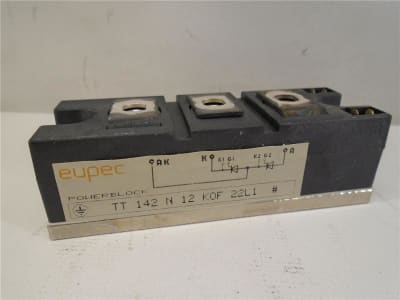 eupec
AK K K1 G1 K2 G2 A
POWERBLOCK
TT 142 N 12 KOF 22L1 #